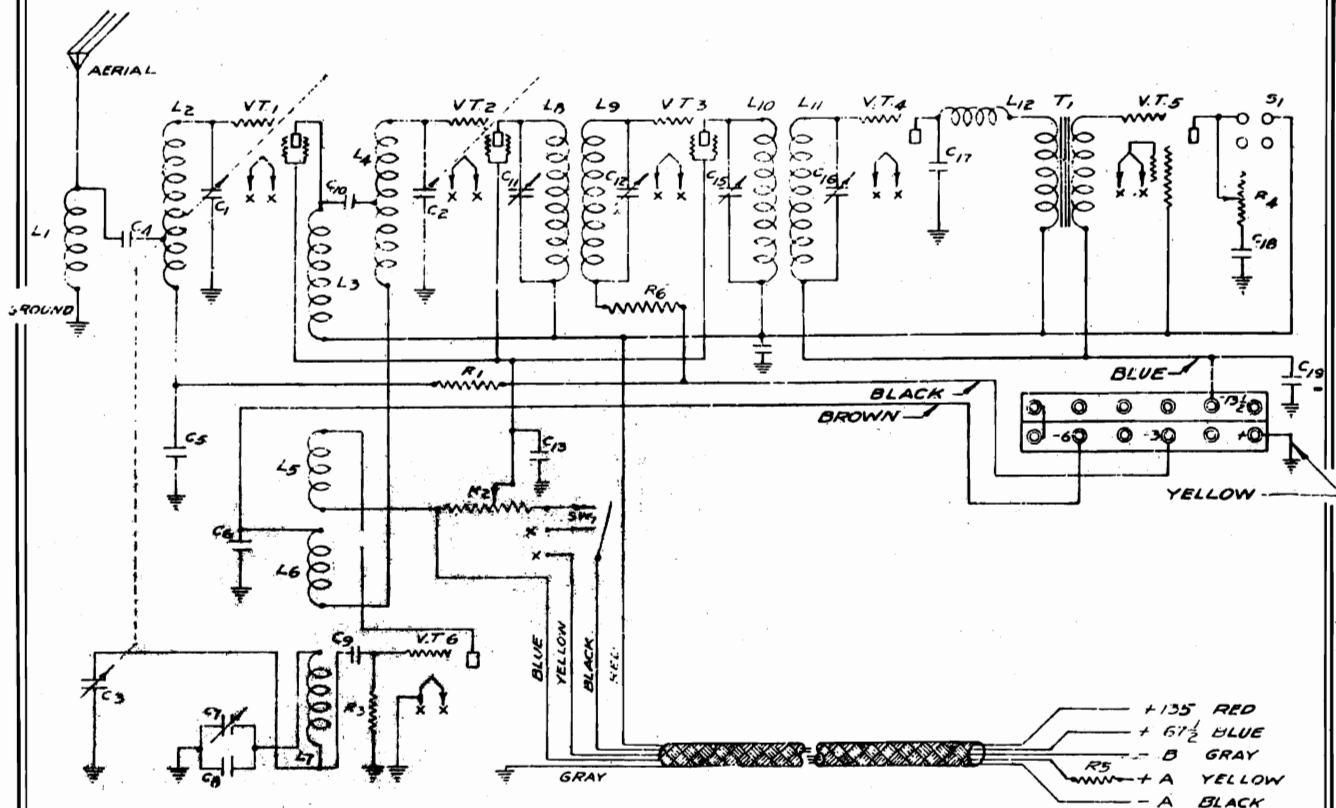 AERIAL
L2
V.T.1
V.T.2
L8
L9
V.T.3
L10
L11
V.T.4
L12
T1
V.T.5
S1
L4
C10
C11
C12
C15
C16
C17
L1
C4
C1
C2
R4
C18
L3
GROUND
R6
R1
BLUE
C19
BLACK
BROWN
-13½
-6
-3
+
YELLOW
C5
L5
C13
R2
SW1
x
x
C6
L6
C9
V.T.6
BLUE
YELLOW
BLACK
C3
C7
C8
L7
R3
x x
GRAY
+135 RED
+ 67½ BLUE
- B GRAY
R5 + A YELLOW
- A BLACK